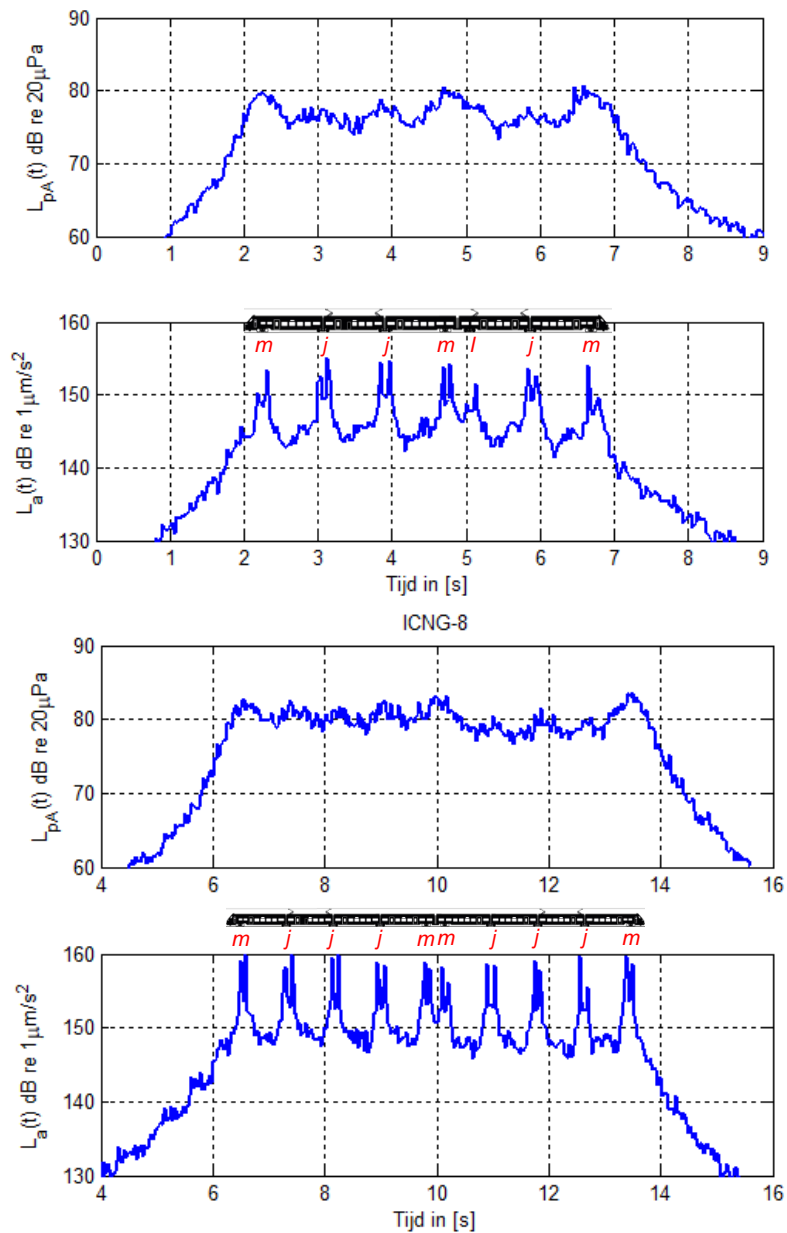 90
80
70
60
L_pA(t) dB re 20μPa
0 1 2 3 4 5 6 7 8 9
160
150
140
130
L_a(t) dB re 1μm/s²
m j j m l j m
0 1 2 3 4 5 6 7 8 9
Tijd in [s]
ICNG-8
90
80
70
60
L_pA(t) dB re 20μPa
4 6 8 10 12 14 16
160
150
140
130
L_a(t) dB re 1μm/s²
m j j j m m j j j m
4 6 8 10 12 14 16
Tijd in [s]